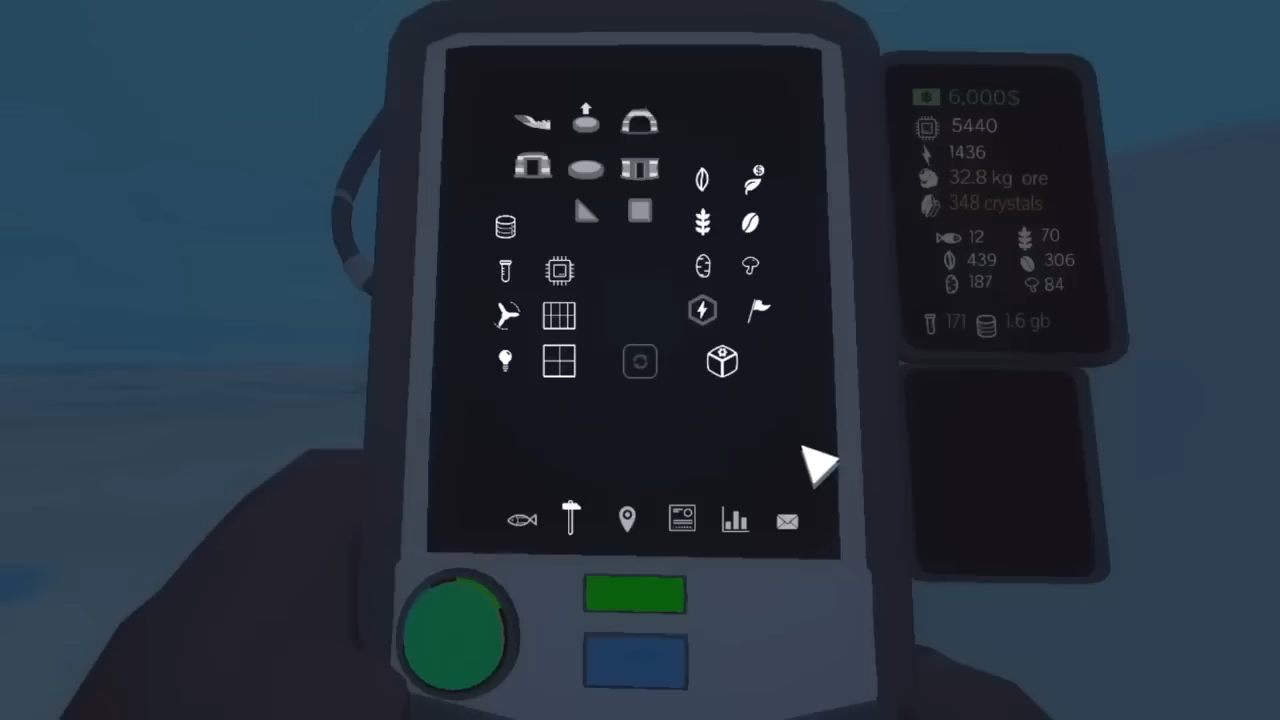 6,000$
5440
1436
32.8 kg ore
348 crystals
12 70
439 306
187 84
171 1.6 gb